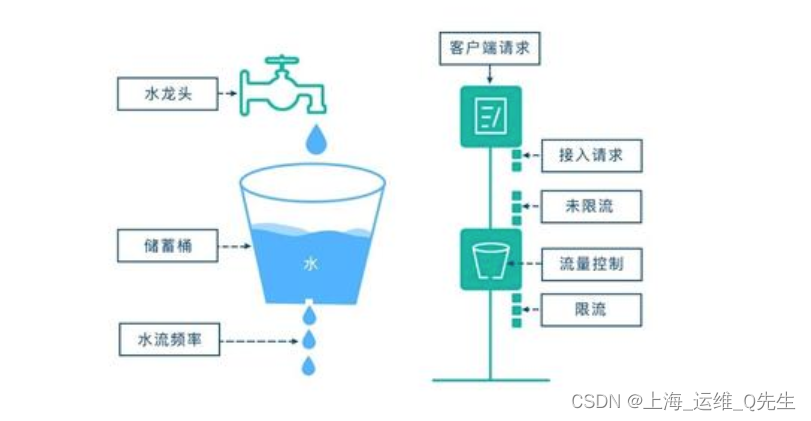 客户端请求
水龙头
接入请求
未限流
储蓄桶
水
流量控制
限流
水流频率
CSDN @上海_运维_Q先生